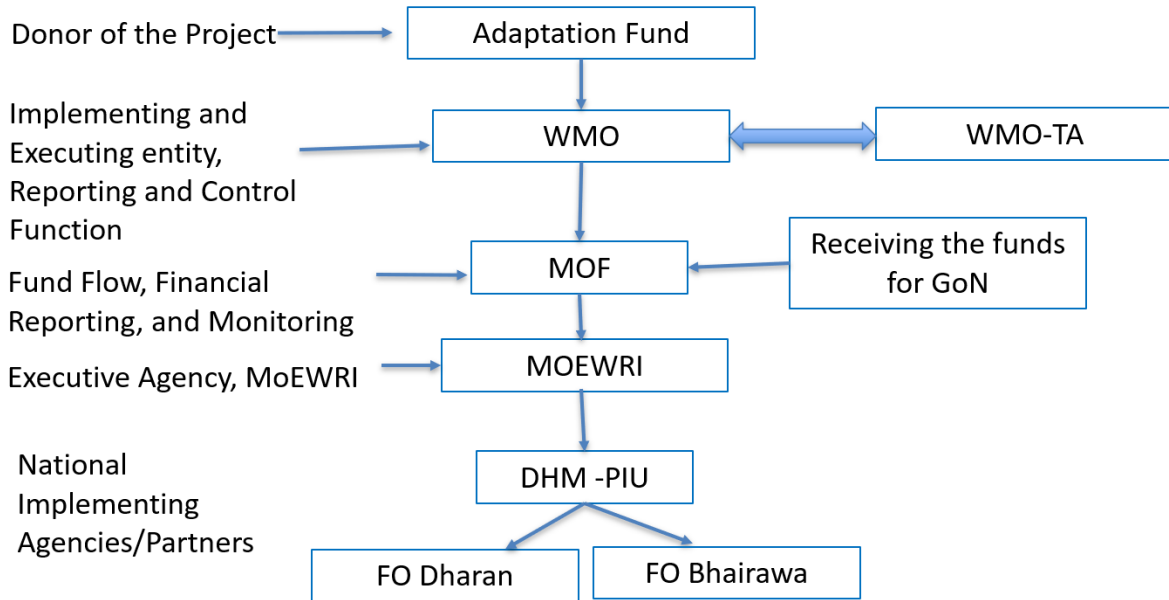 Donor of the Project
Adaptation Fund
Implementing and
Executing entity,
Reporting and Control
Function
WMO
WMO-TA
Receiving the funds
for GoN
MOF
Fund Flow, Financial
Reporting, and Monitoring
MOEWRI
Executive Agency, MoEWRI
National
Implementing
Agencies/Partners
DHM -PIU
FO Dharan
FO Bhairawa